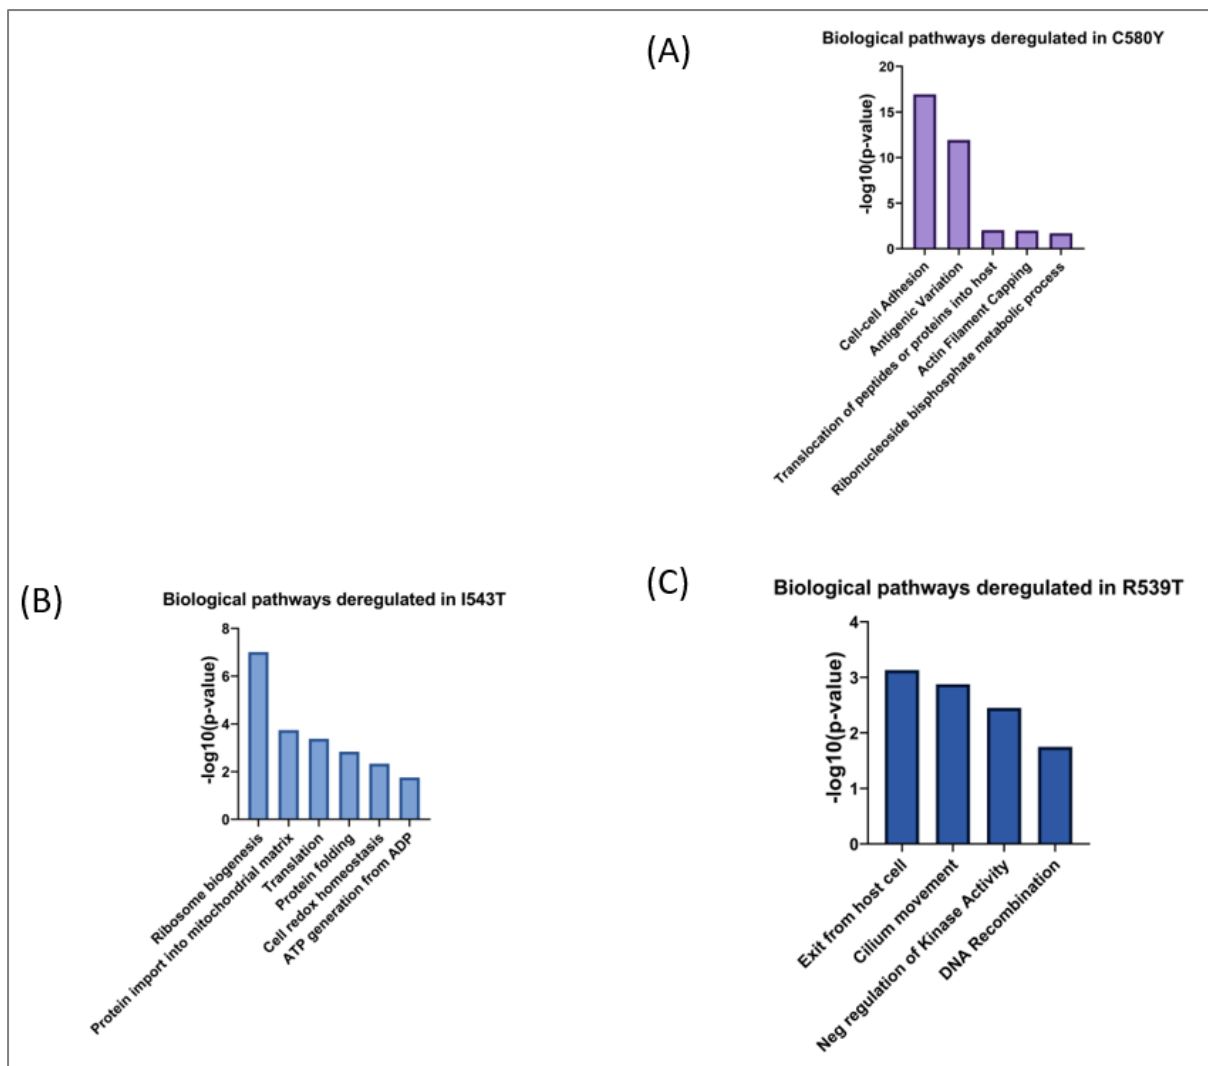 (A)
Biological pathways deregulated in C580Y
-log10(p-value)
20
15
10
5
0
Cell-cell Adhesion
Antigenic Variation
Translocation of peptides or proteins into host
Actin Filament Capping
Ribonucleoside bisphosphate metabolic process
(B)
Biological pathways deregulated in I543T
-log10(p-value)
8
6
4
2
0
Ribosome biogenesis
Protein import into mitochondrial matrix
Translation
Protein folding
Cell redox homeostasis
ATP generation from ADP
(C)
Biological pathways deregulated in R539T
-log10(p-value)
4
3
2
1
0
Exit from host cell
Cilium movement
Neg regulation of Kinase Activity
DNA Recombination